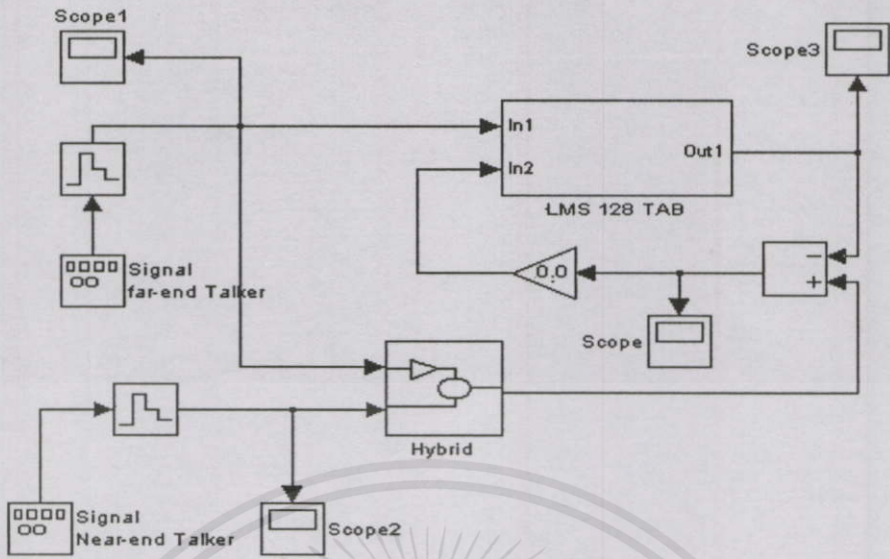 Scope1
Scope3
In1
In2
Out1
LMS 128 TAB
Signal
far-end Talker
0.0
−
+
Scope
Hybrid
Signal
Near-end Talker
Scope2